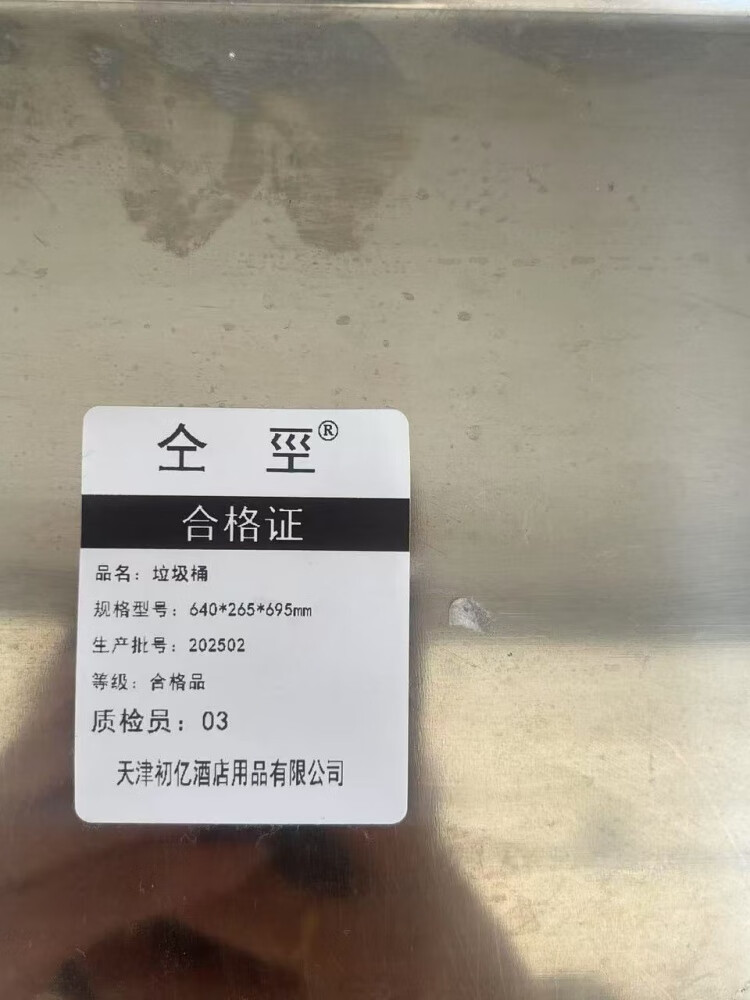 仝 巠®
合格证
品名：垃圾桶
规格型号：640*265*695mm
生产批号：202502
等级：合格品
质检员：03
天津初亿酒店用品有限公司